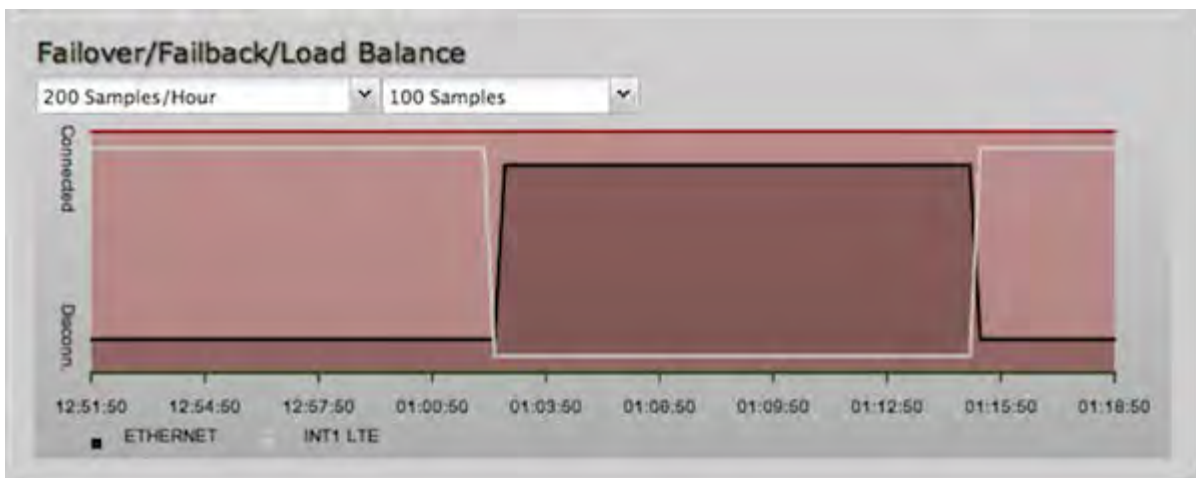 Failover/Failback/Load Balance
200 Samples/Hour 100 Samples
Connected
Disconn.
12:51:50 12:54:50 12:57:50 01:00:50 01:03:50 01:06:50 01:09:50 01:12:50 01:15:50 01:18:50
ETHERNET INT1 LTE